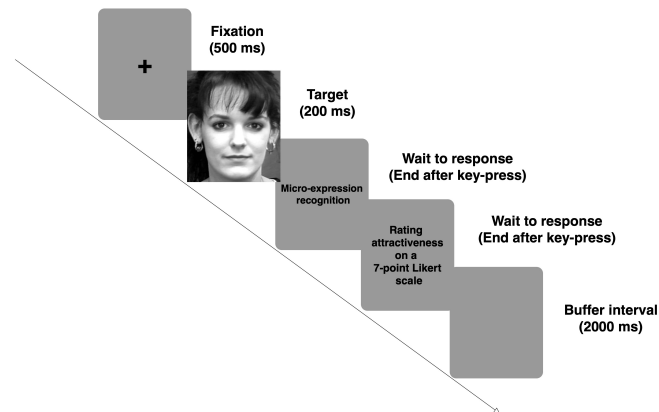 +
Fixation
(500 ms)
Target
(200 ms)
Micro-expression
recognition
Wait to response
(End after key-press)
Rating
attractiveness
on a
7-point Likert
scale
Wait to response
(End after key-press)
Buffer interval
(2000 ms)